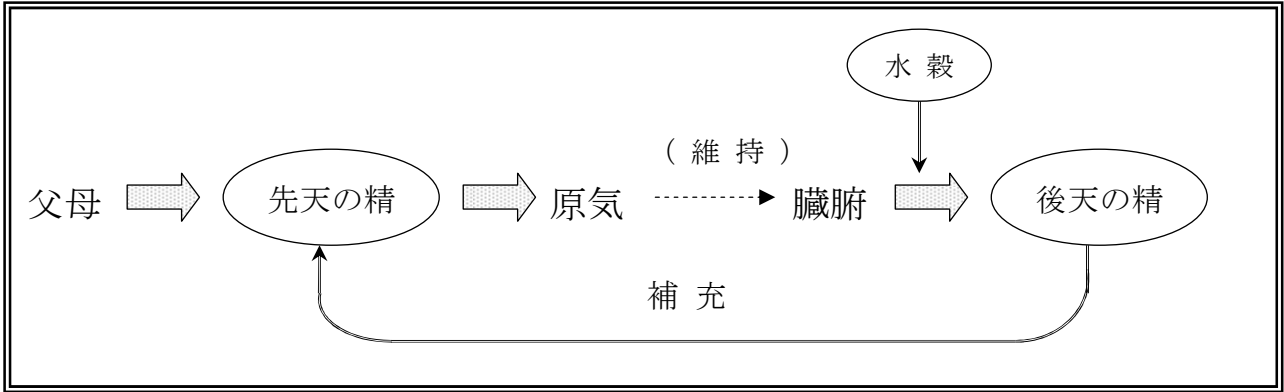 水 穀
( 維 持 )
父母 先天の精 原気 臓腑 後天の精
補 充